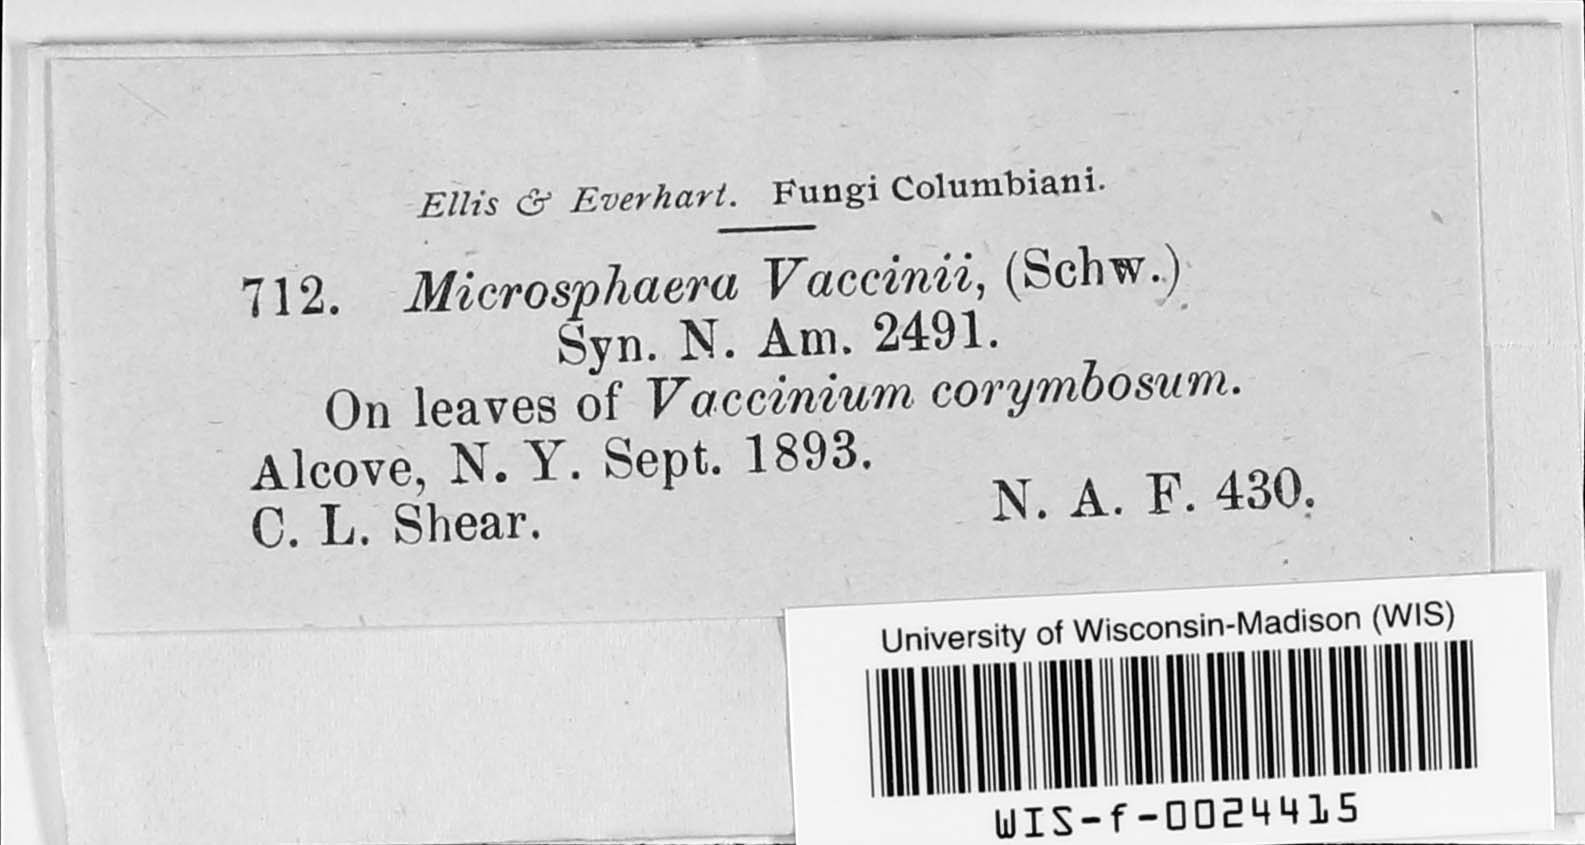 Ellis & Everhart. Fungi Columbiani.
712. Microsphaera Vaccinii, (Schw.)
Syn. N. Am. 2491.
On leaves of Vaccinium corymbosum.
Alcove, N. Y. Sept. 1893.
C. L. Shear.
N. A. F. 430.
University of Wisconsin-Madison (WIS)
WIS-f-0024415